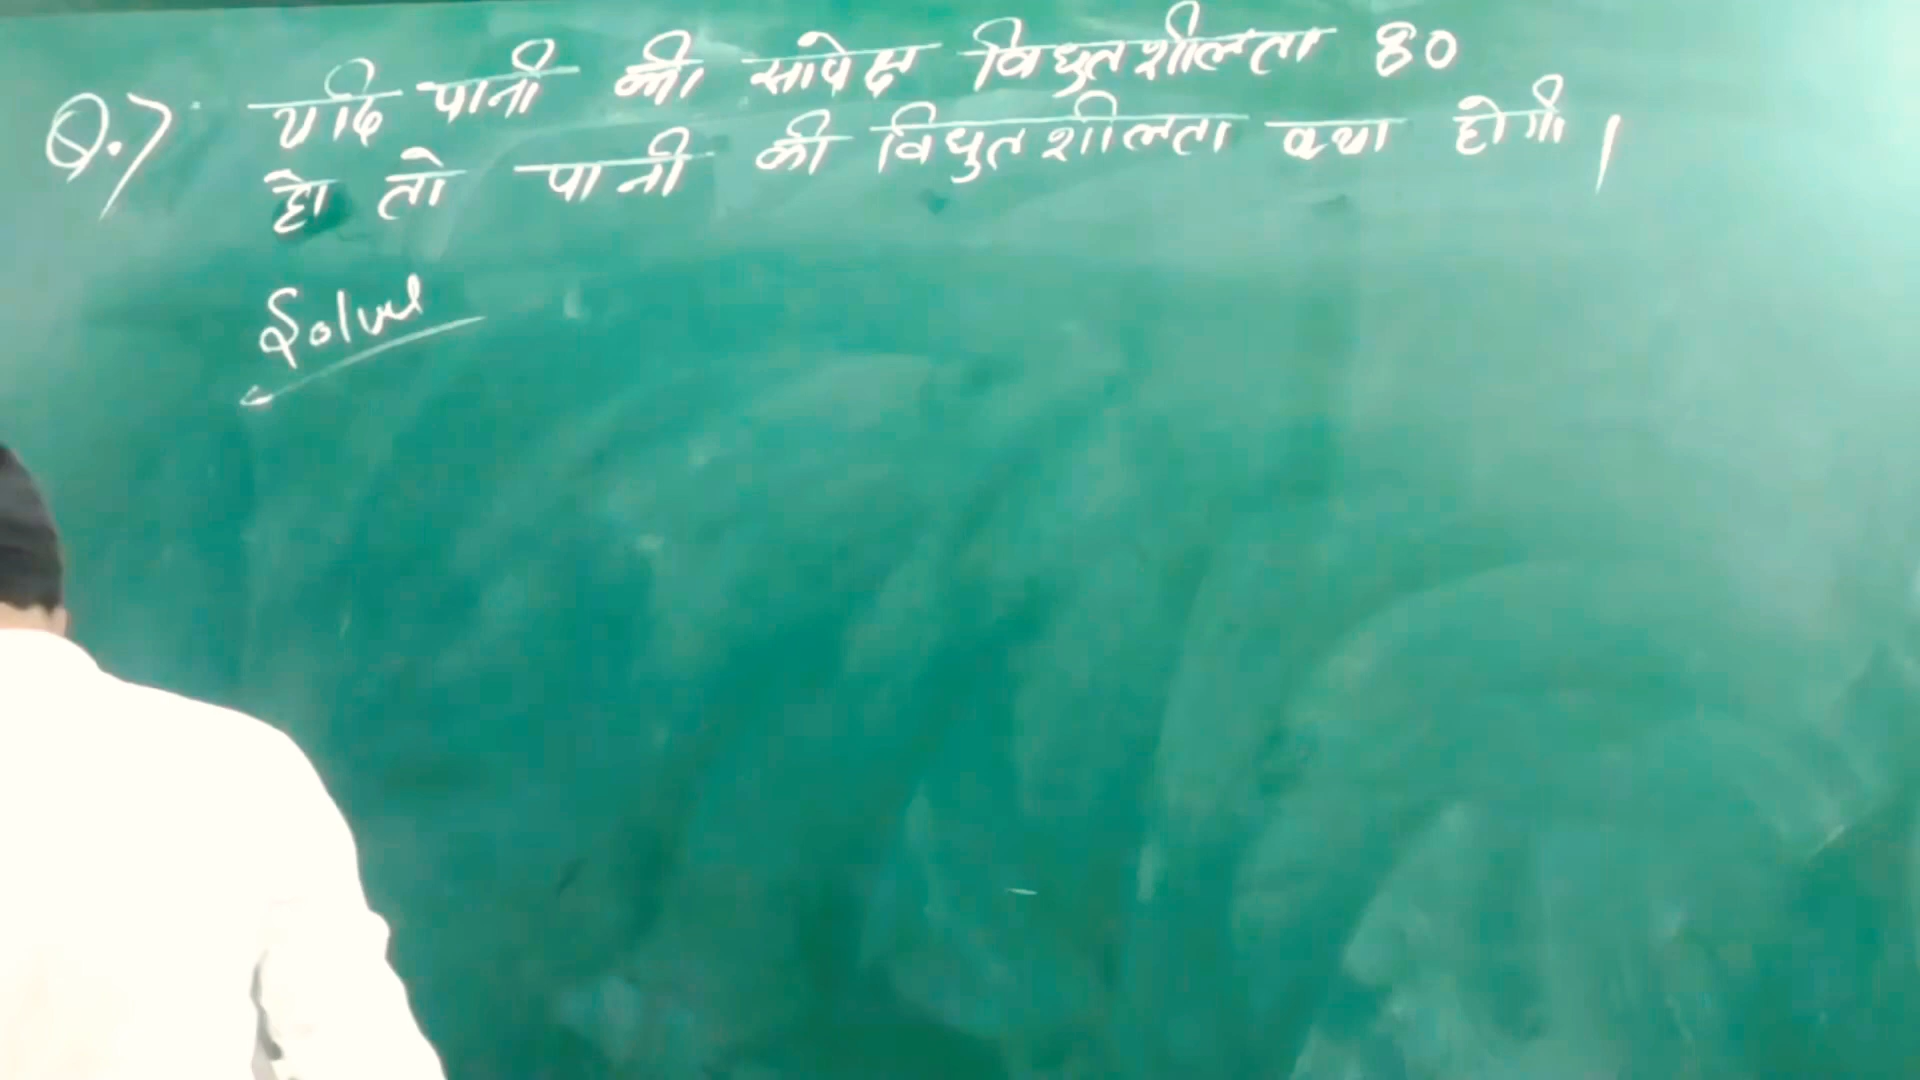 Q.7 यदि पानी की सापेक्ष विधुतशीलता 80
हो तो पानी की विधुतशीलता क्या होगी।
Solve